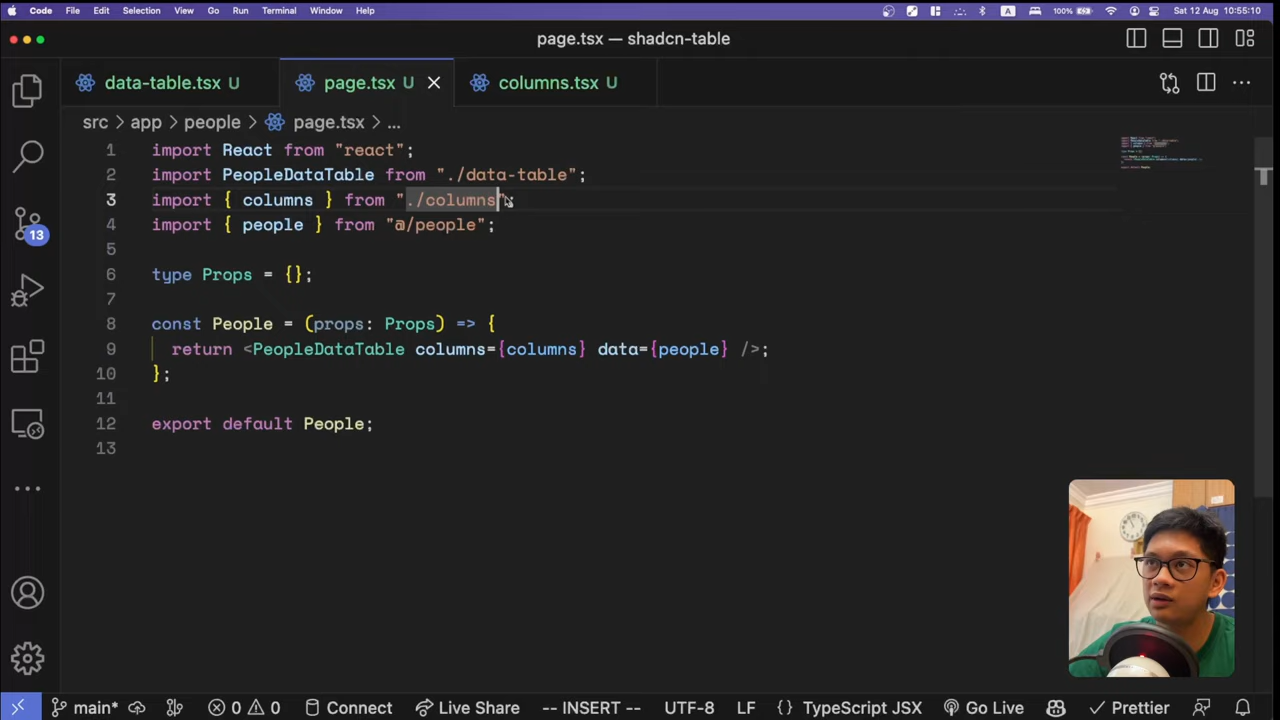 Code File Edit Selection View Go Run Terminal Window Help 100% A Sat 12 Aug 10:55:10
page.tsx — shadcn-table
data-table.tsx U page.tsx U columns.tsx U
src > app > people > page.tsx > ...
1 import React from "react";
2 import PeopleDataTable from "./data-table";
3 import { columns } from "./columns";
4 import { people } from "@/people";
5
6 type Props = {};
7
8 const People = (props: Props) => {
9 return <PeopleDataTable columns={columns} data={people} />;
10 };
11
12 export default People;
13
13
main* 0 0 Connect Live Share -- INSERT -- UTF-8 LF {} TypeScript JSX Go Live Prettier